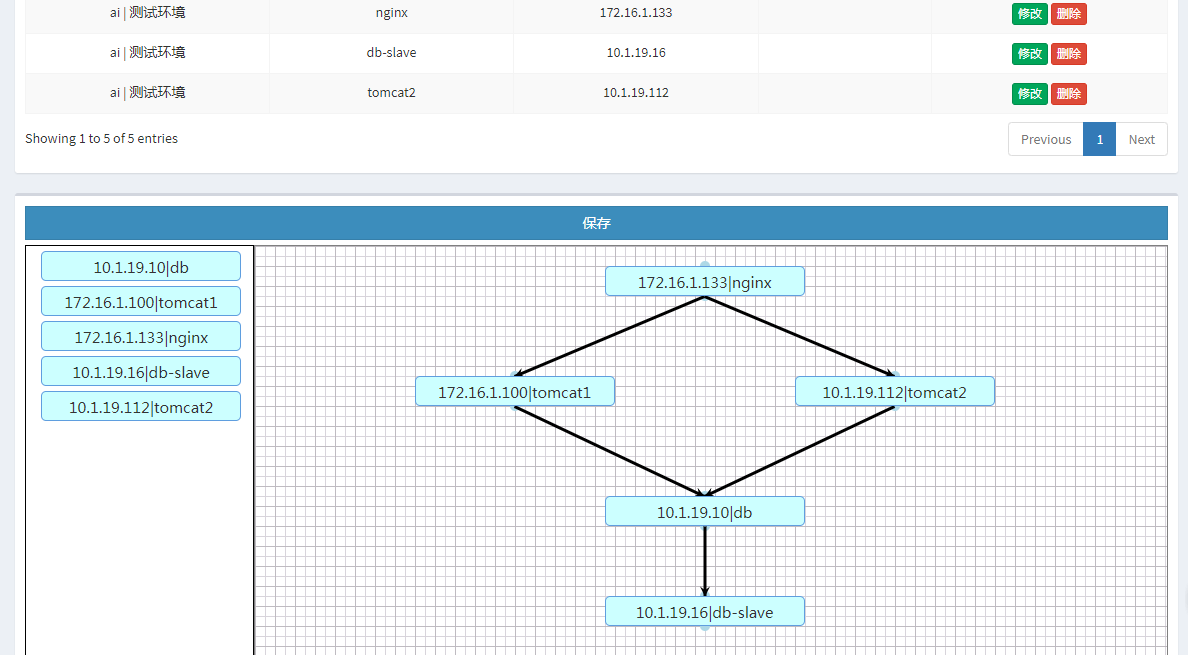 ai | 测试环境 nginx 172.16.1.133 修改 删除
ai | 测试环境 db-slave 10.1.19.16 修改 删除
ai | 测试环境 tomcat2 10.1.19.112 修改 删除
Showing 1 to 5 of 5 entries Previous 1 Next
保存
10.1.19.10|db
172.16.1.100|tomcat1
172.16.1.133|nginx
10.1.19.16|db-slave
10.1.19.112|tomcat2
172.16.1.133|nginx
172.16.1.100|tomcat1 10.1.19.112|tomcat2
10.1.19.10|db
10.1.19.16|db-slave